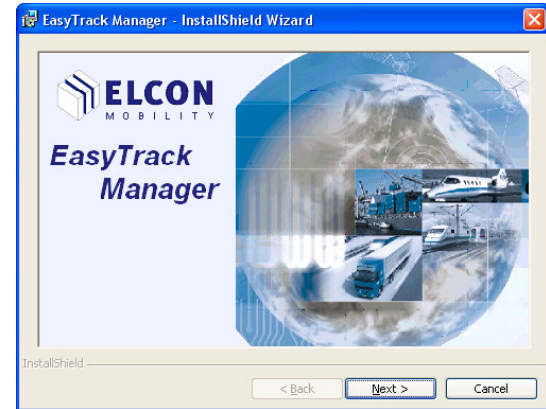 EasyTrack Manager - InstallShield Wizard
ELCON
MOBILITY
EasyTrack
Manager
InstallShield
< Back
Next >
Cancel